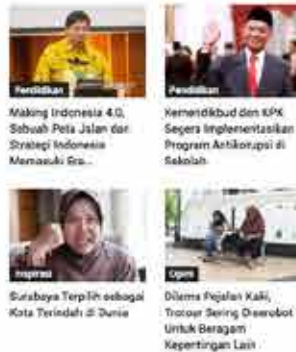 Pendidikan
Making Indonesia 4.0,
Sebuah Peta Jalan dan
Strategi Indonesia
Memasuki Era...
Pendidikan
Kemendikbud dan KPK
Segera Implementasikan
Program Antikorupsi di
Sekolah
Inspirasi
Surabaya Terpilih sebagai
Kota Terindah di Dunia
Opini
Dilema Pejalan Kaki,
Trotoar Sering Diserobot
Untuk Beragam
Kepentingan Lain